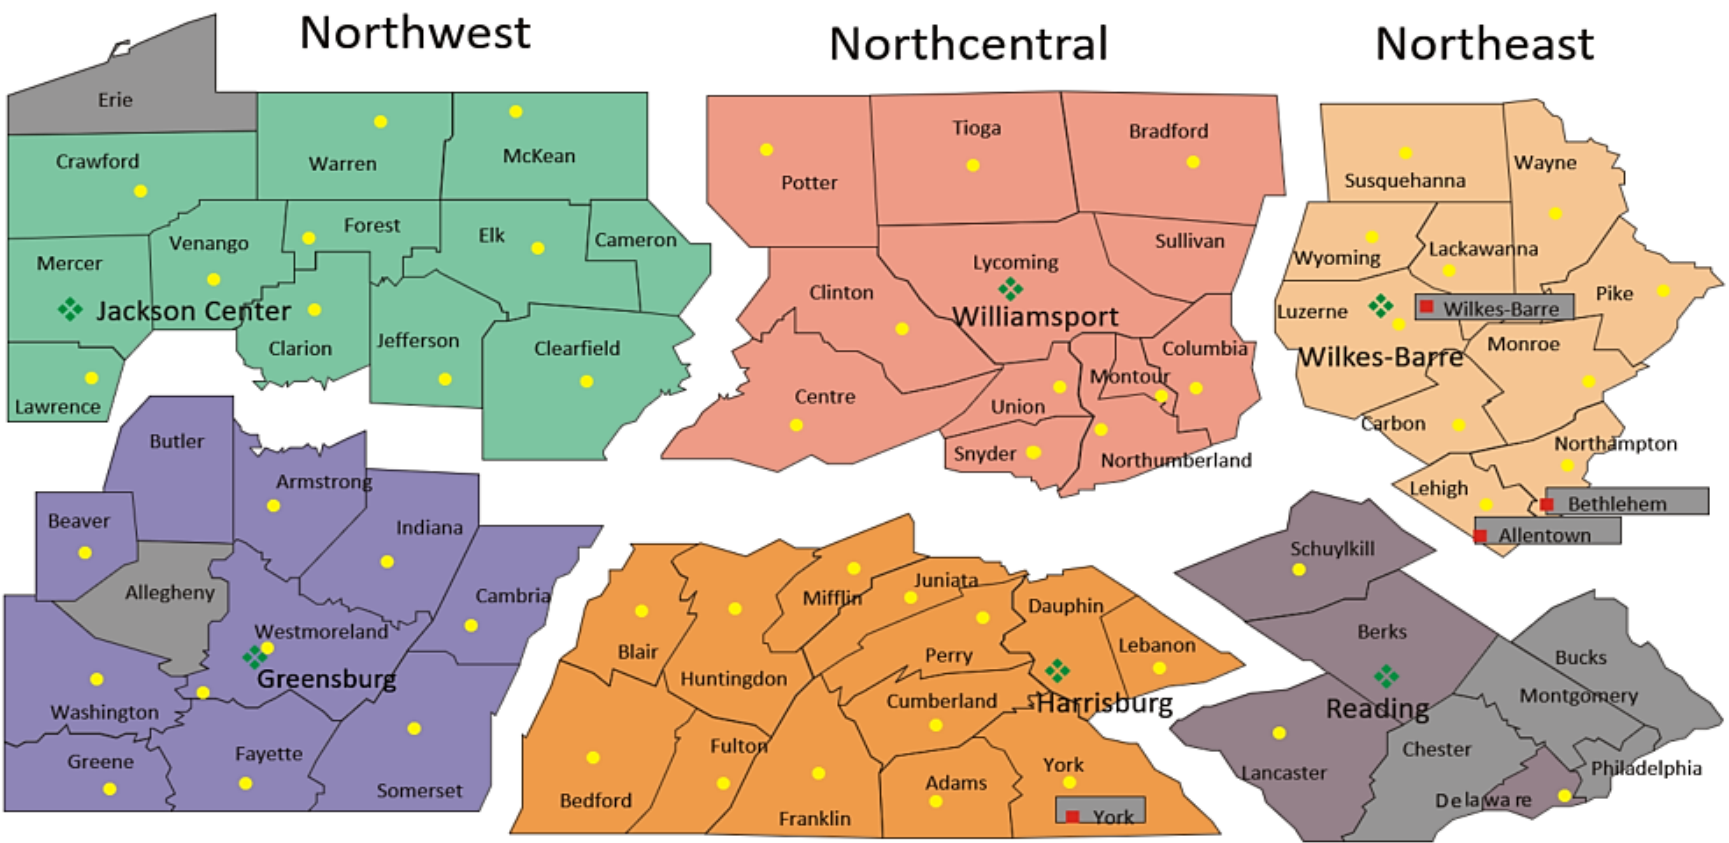 Northwest
Northcentral
Northeast
Erie
Crawford
Warren
McKean
Mercer
Venango
Forest
Elk
Cameron
Jackson Center
Clarion
Jefferson
Clearfield
Lawrence
Potter
Tioga
Bradford
Sullivan
Lycoming
Williamsport
Clinton
Centre
Columbia
Montour
Union
Snyder
Northumberland
Susquehanna
Wayne
Wyoming
Lackawanna
Luzerne
Wilkes-Barre
Pike
Wilkes-Barre
Monroe
Carbon
Northampton
Lehigh
Bethlehem
Allentown
Butler
Armstrong
Beaver
Indiana
Allegheny
Cambria
Westmoreland
Greensburg
Washington
Greene
Fayette
Somerset
Mifflin
Juniata
Dauphin
Lebanon
Blair
Huntingdon
Perry
Cumberland
Harrisburg
Fulton
Bedford
Franklin
Adams
York
York
Schuylkill
Berks
Reading
Bucks
Montgomery
Chester
Lancaster
Philadelphia
Delaware